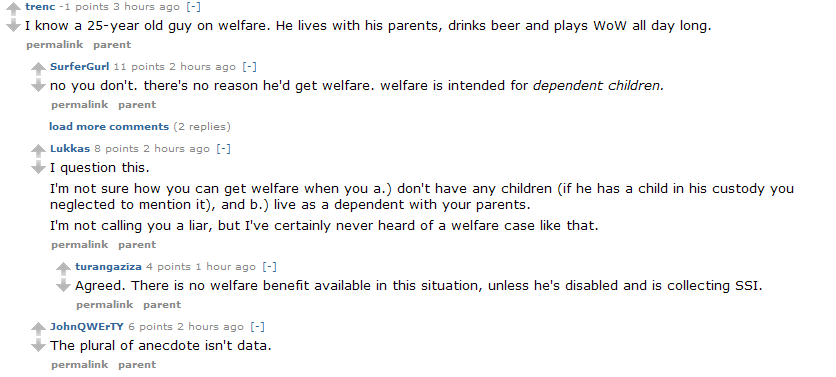 trenc -1 points 3 hours ago [-]
I know a 25-year old guy on welfare. He lives with his parents, drinks beer and plays WoW all day long.
permalink parent
SurferGurl 11 points 2 hours ago [-]
no you don't. there's no reason he'd get welfare. welfare is intended for dependent children.
permalink parent
load more comments (2 replies)
Lukkas 8 points 2 hours ago [-]
I question this.
I'm not sure how you can get welfare when you a.) don't have any children (if he has a child in his custody you
neglected to mention it), and b.) live as a dependent with your parents.
I'm not calling you a liar, but I've certainly never heard of a welfare case like that.
permalink parent
turangaziza 4 points 1 hour ago [-]
Agreed. There is no welfare benefit available in this situation, unless he's disabled and is collecting SSI.
permalink parent
JohnQWErTY 6 points 2 hours ago [-]
The plural of anecdote isn't data.
permalink parent